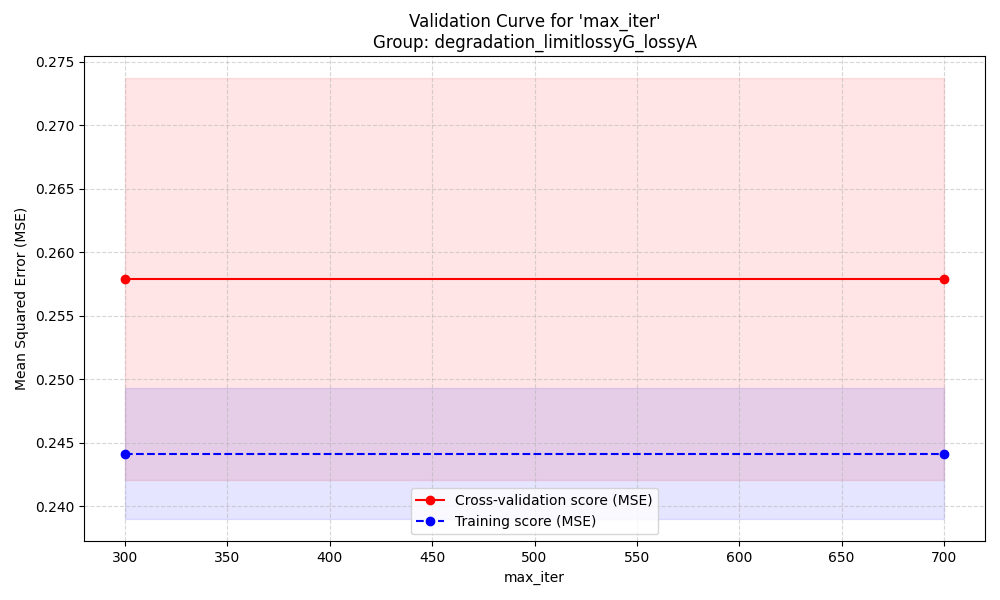 Validation Curve for 'max_iter'
Group: degradation_limitlossyG_lossyA
Mean Squared Error (MSE)
0.275
0.270
0.265
0.260
0.255
0.250
0.245
0.240
Cross-validation score (MSE)
Training score (MSE)
300 350 400 450 500 550 600 650 700
max_iter